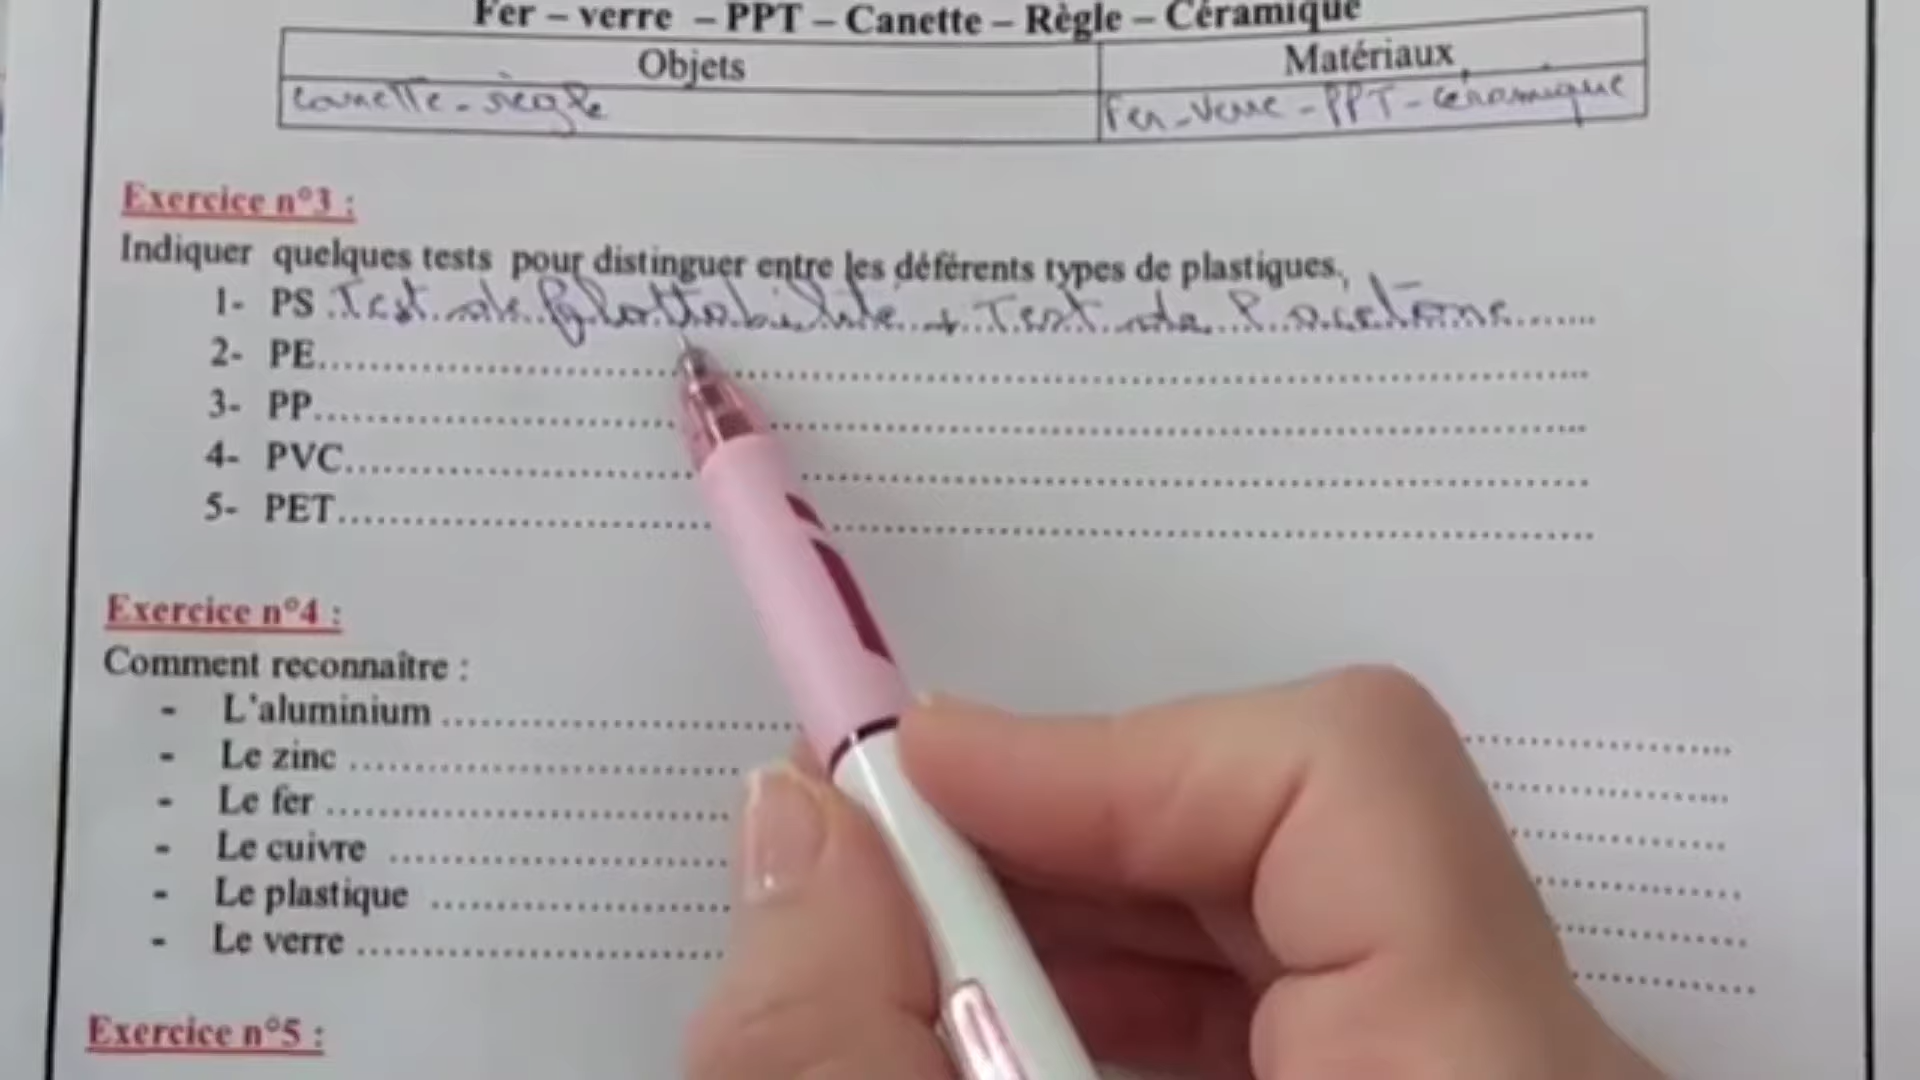 Fer – verre – PPT – Canette – Règle – Céramique
Objets Matériaux
canette - règle Fer - Verre - PPT - céramique
Exercice n°3 :
Indiquer quelques tests pour distinguer entre les déférents types de plastiques.
1- PS Test de flottabilité + Test de l'acétone
2- PE
3- PP
4- PVC
5- PET
Exercice n°4 :
Comment reconnaître :
- L'aluminium
- Le zinc
- Le fer
- Le cuivre
- Le plastique
- Le verre
Exercice n°5 :